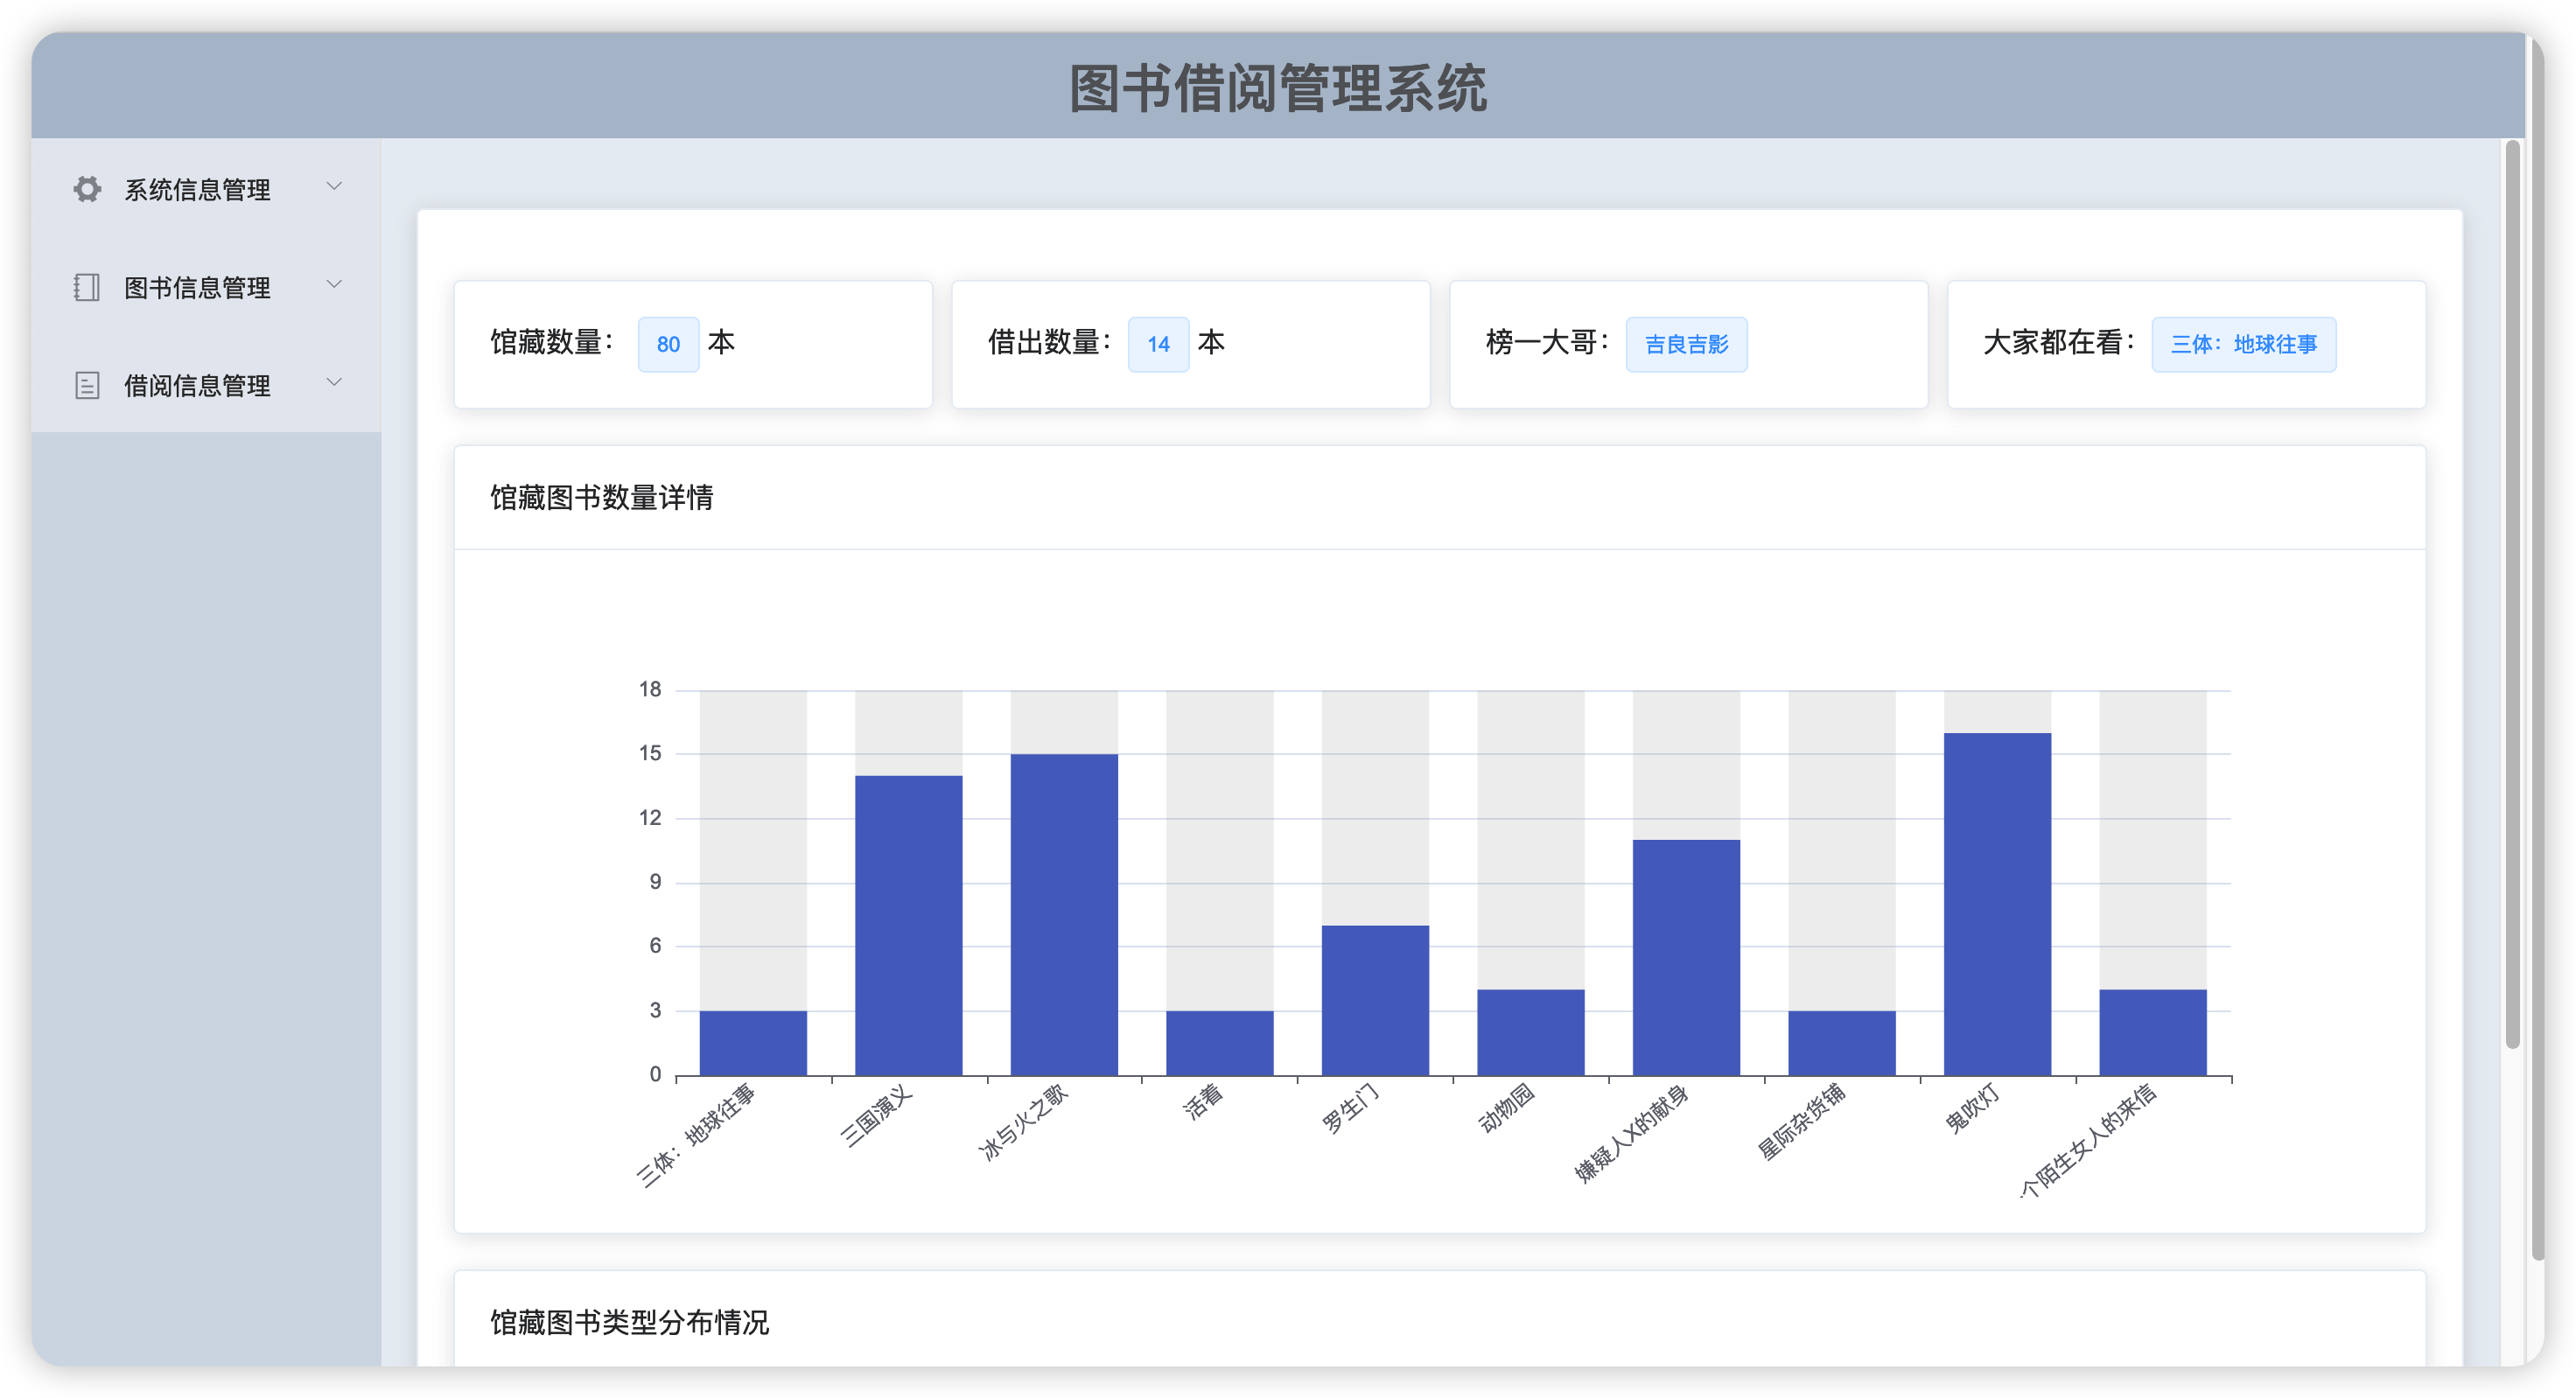 图书借阅管理系统
系统信息管理
图书信息管理
借阅信息管理
馆藏数量： 80 本
借出数量： 14 本
榜一大哥： 吉良吉影
大家都在看： 三体：地球往事
馆藏图书数量详情
18
15
12
9
6
3
0
三体：地球往事
三国演义
冰与火之歌
活着
罗生门
动物园
嫌疑人X的献身
星际杂货铺
鬼吹灯
个陌生女人的来信
馆藏图书类型分布情况